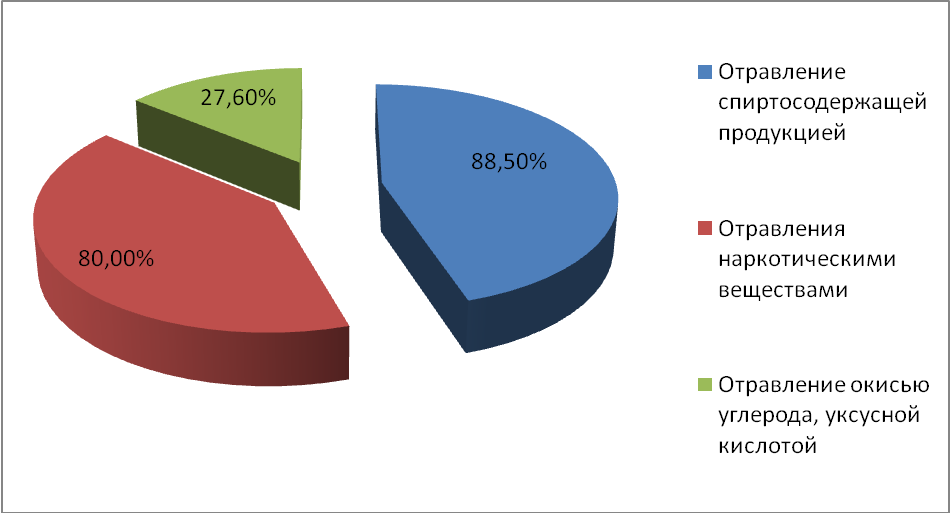 27,60%
88,50%
80,00%
Отравление
спиртосодержащей
продукцией
Отравления
наркотическими
веществами
Отравление окисью
углерода, уксусной
кислотой